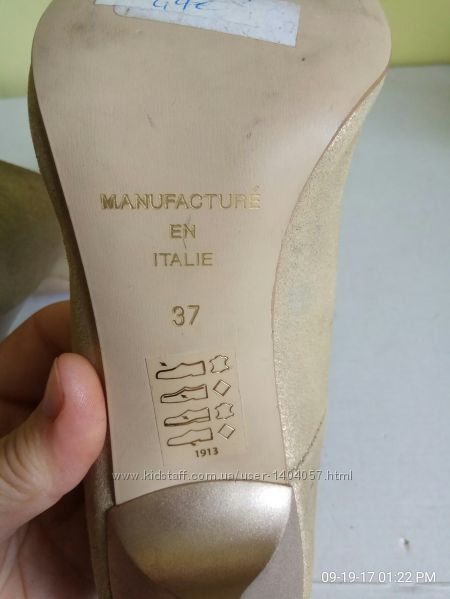 MANUFACTURÉ
EN
ITALIE
37
1913
www.kidstaff.com.ua/user-1404057.html
09-19-17 01:22 PM